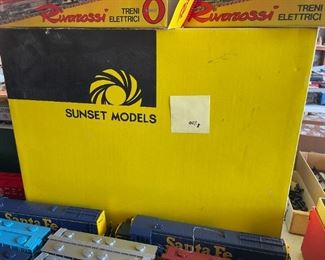 Rivarossi TRENI ELETTRICI O
Rivarossi TRENI ELETTRICI
SUNSET MODELS
Santa Fe
Santa Fe